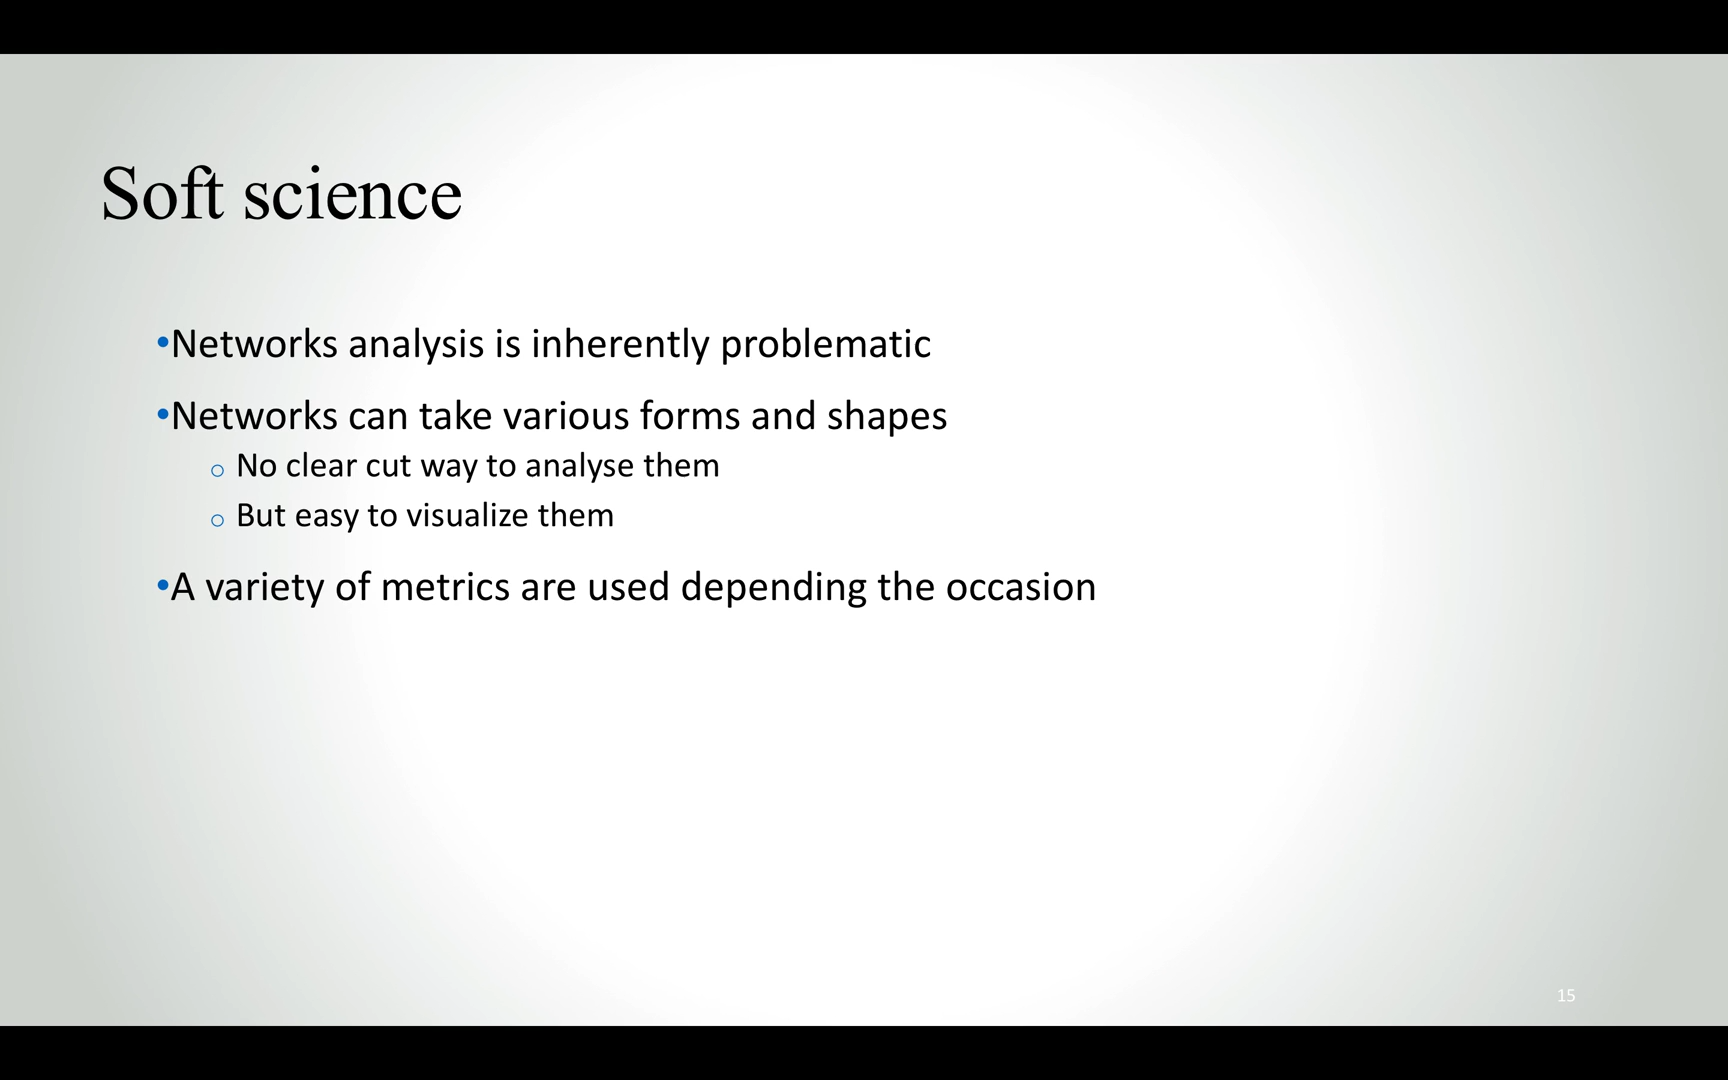 Soft science
•Networks analysis is inherently problematic
•Networks can take various forms and shapes
o No clear cut way to analyse them
o But easy to visualize them
•A variety of metrics are used depending the occasion
15